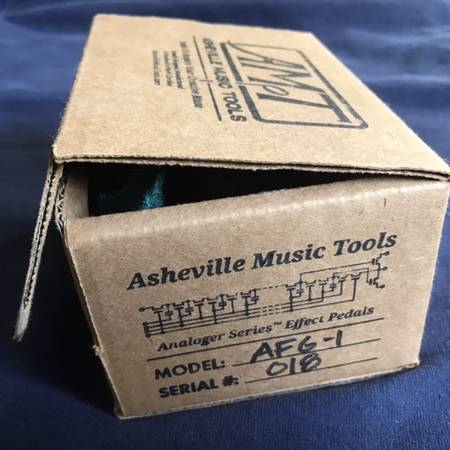 AMT
ASHEVILLE MUSIC TOOLS
Asheville Music Tools
Analoger Series™ Effect Pedals
MODEL: AFG-1
SERIAL #: 018